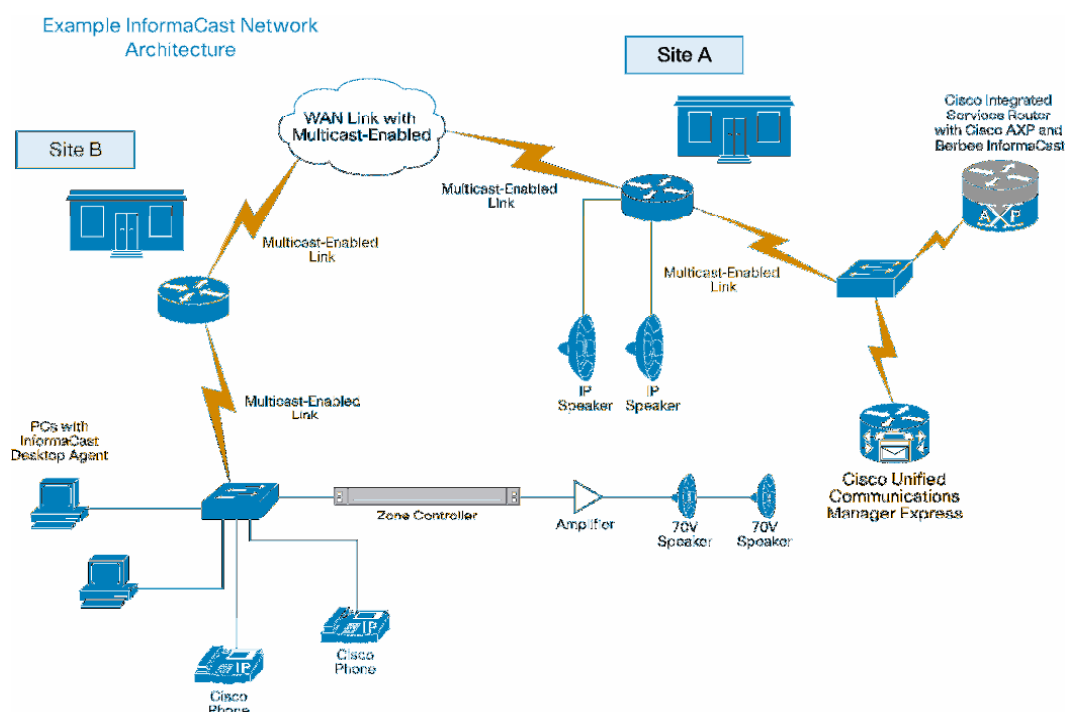 Example InformaCast Network
Architecture
Site A
WAN Link with
Multicast-Enabled
Cisco Integrated
Services Router
with Cisco AXP and
Berbee InformaCast
Site B
Multicast-Enabled
Link
A X P
Multicast-Enabled
Link
Multicast-Enabled
Link
IP
Speaker
IP
Speaker
Multicast-Enabled
Link
PCs with
InformaCast
Desktop Agent
Cisco Unified
Communications
Manager Express
Zone Controller
Amplifier
70V
Speaker
70V
Speaker
IP
Cisco
Phone
IP
Cisco
Phone